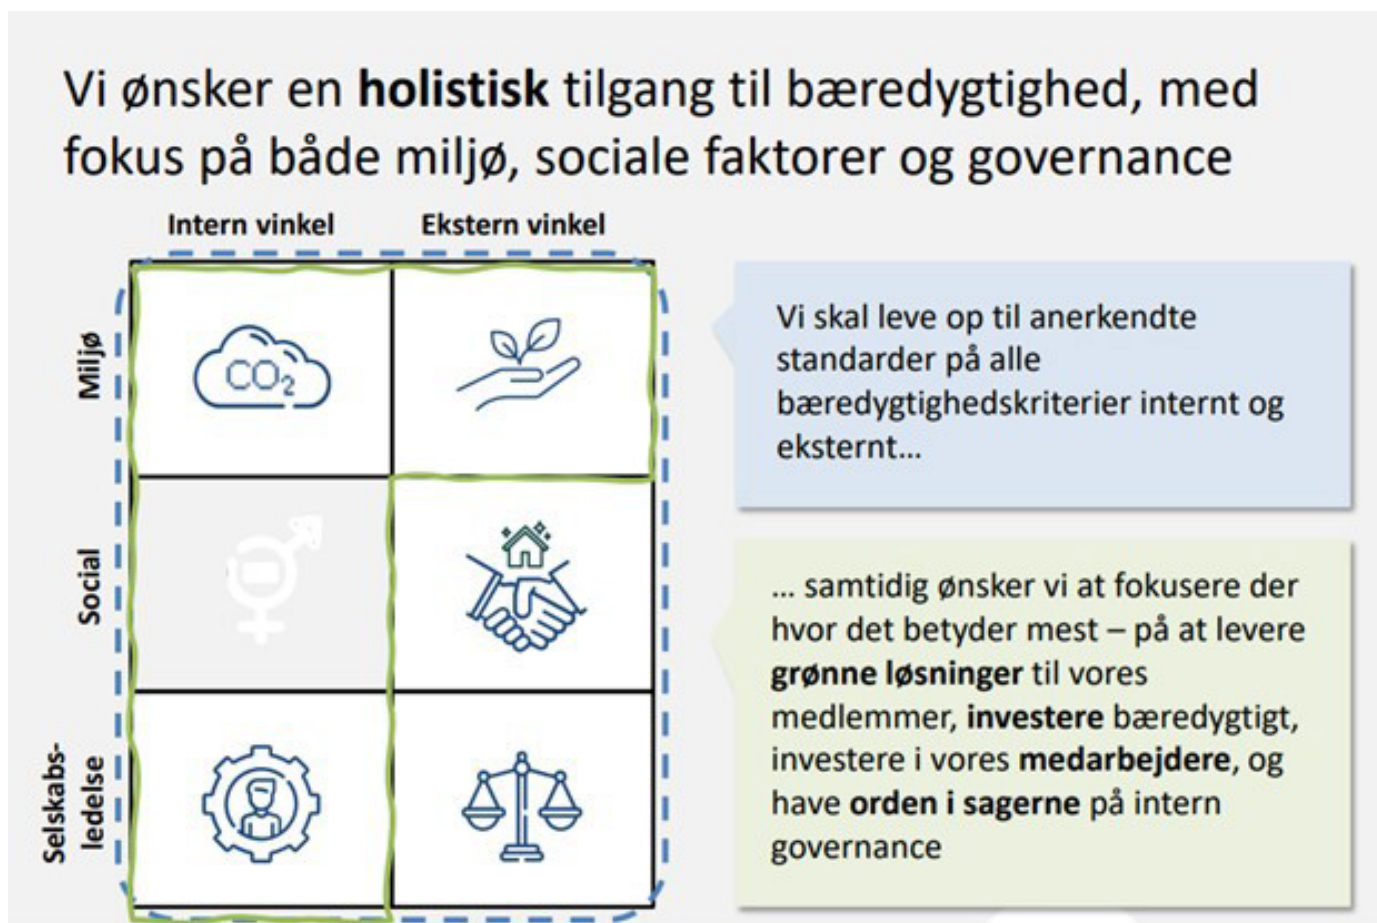 Vi ønsker en holistisk tilgang til bæredygtighed, med
fokus på både miljø, sociale faktorer og governance
Intern vinkel
Ekstern vinkel
Miljø
CO₂
Social
Selskabs-
ledelse
Vi skal leve op til anerkendte
standarder på alle
bæredygtighedskriterier internt og
eksternt…
… samtidig ønsker vi at fokusere der
hvor det betyder mest – på at levere
grønne løsninger til vores
medlemmer, investere bæredygtigt,
investere i vores medarbejdere, og
have orden i sagerne på intern
governance